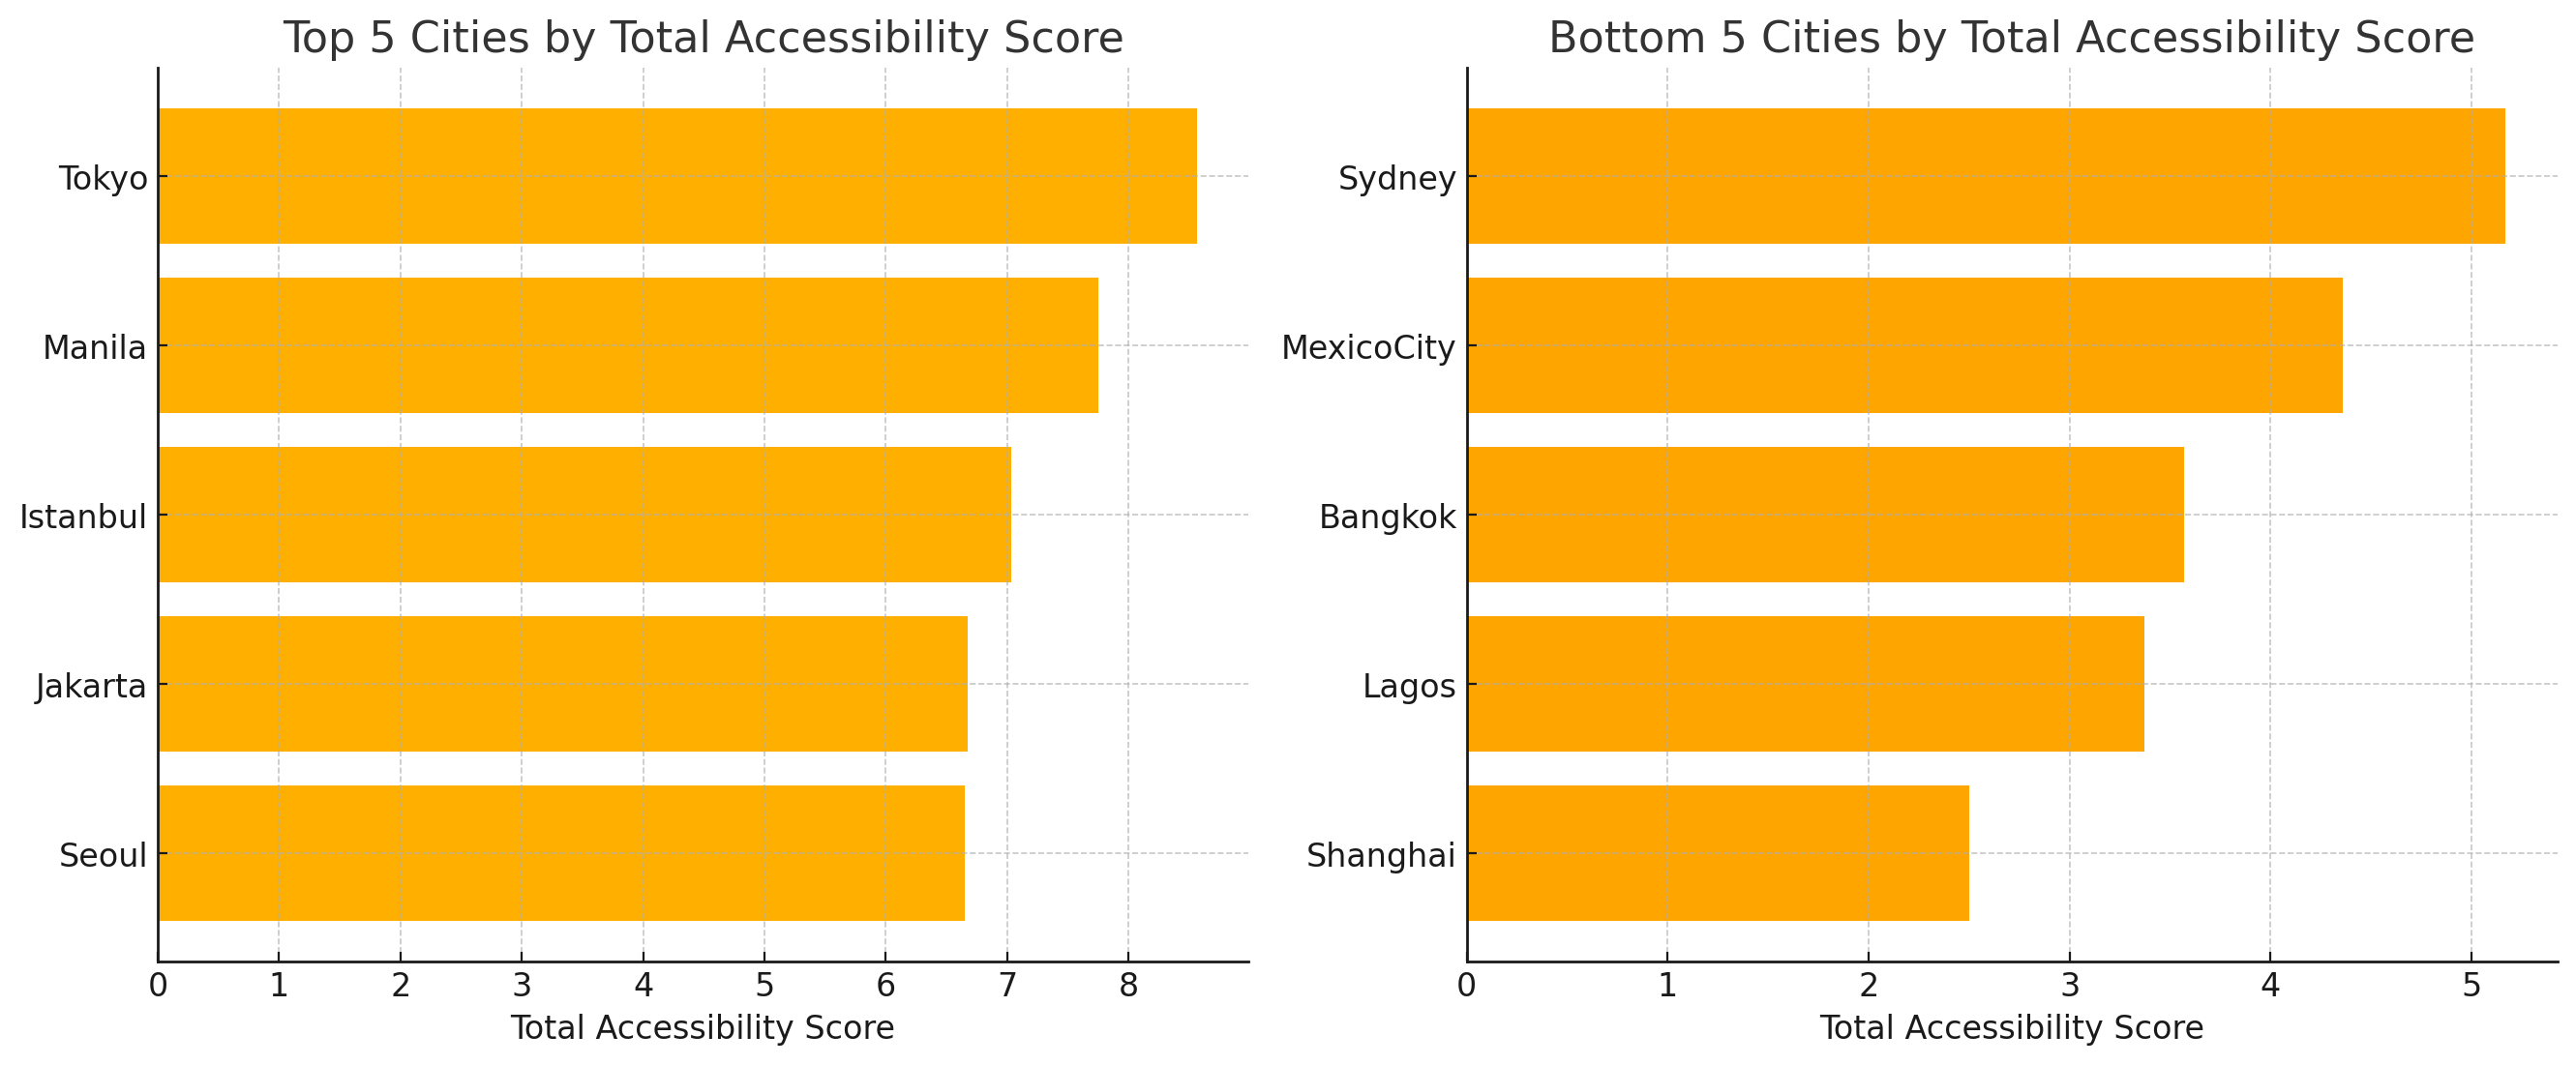 Top 5 Cities by Total Accessibility Score
Tokyo
Manila
Istanbul
Jakarta
Seoul
0 1 2 3 4 5 6 7 8
Total Accessibility Score
Bottom 5 Cities by Total Accessibility Score
Sydney
MexicoCity
Bangkok
Lagos
Shanghai
0 1 2 3 4 5
Total Accessibility Score